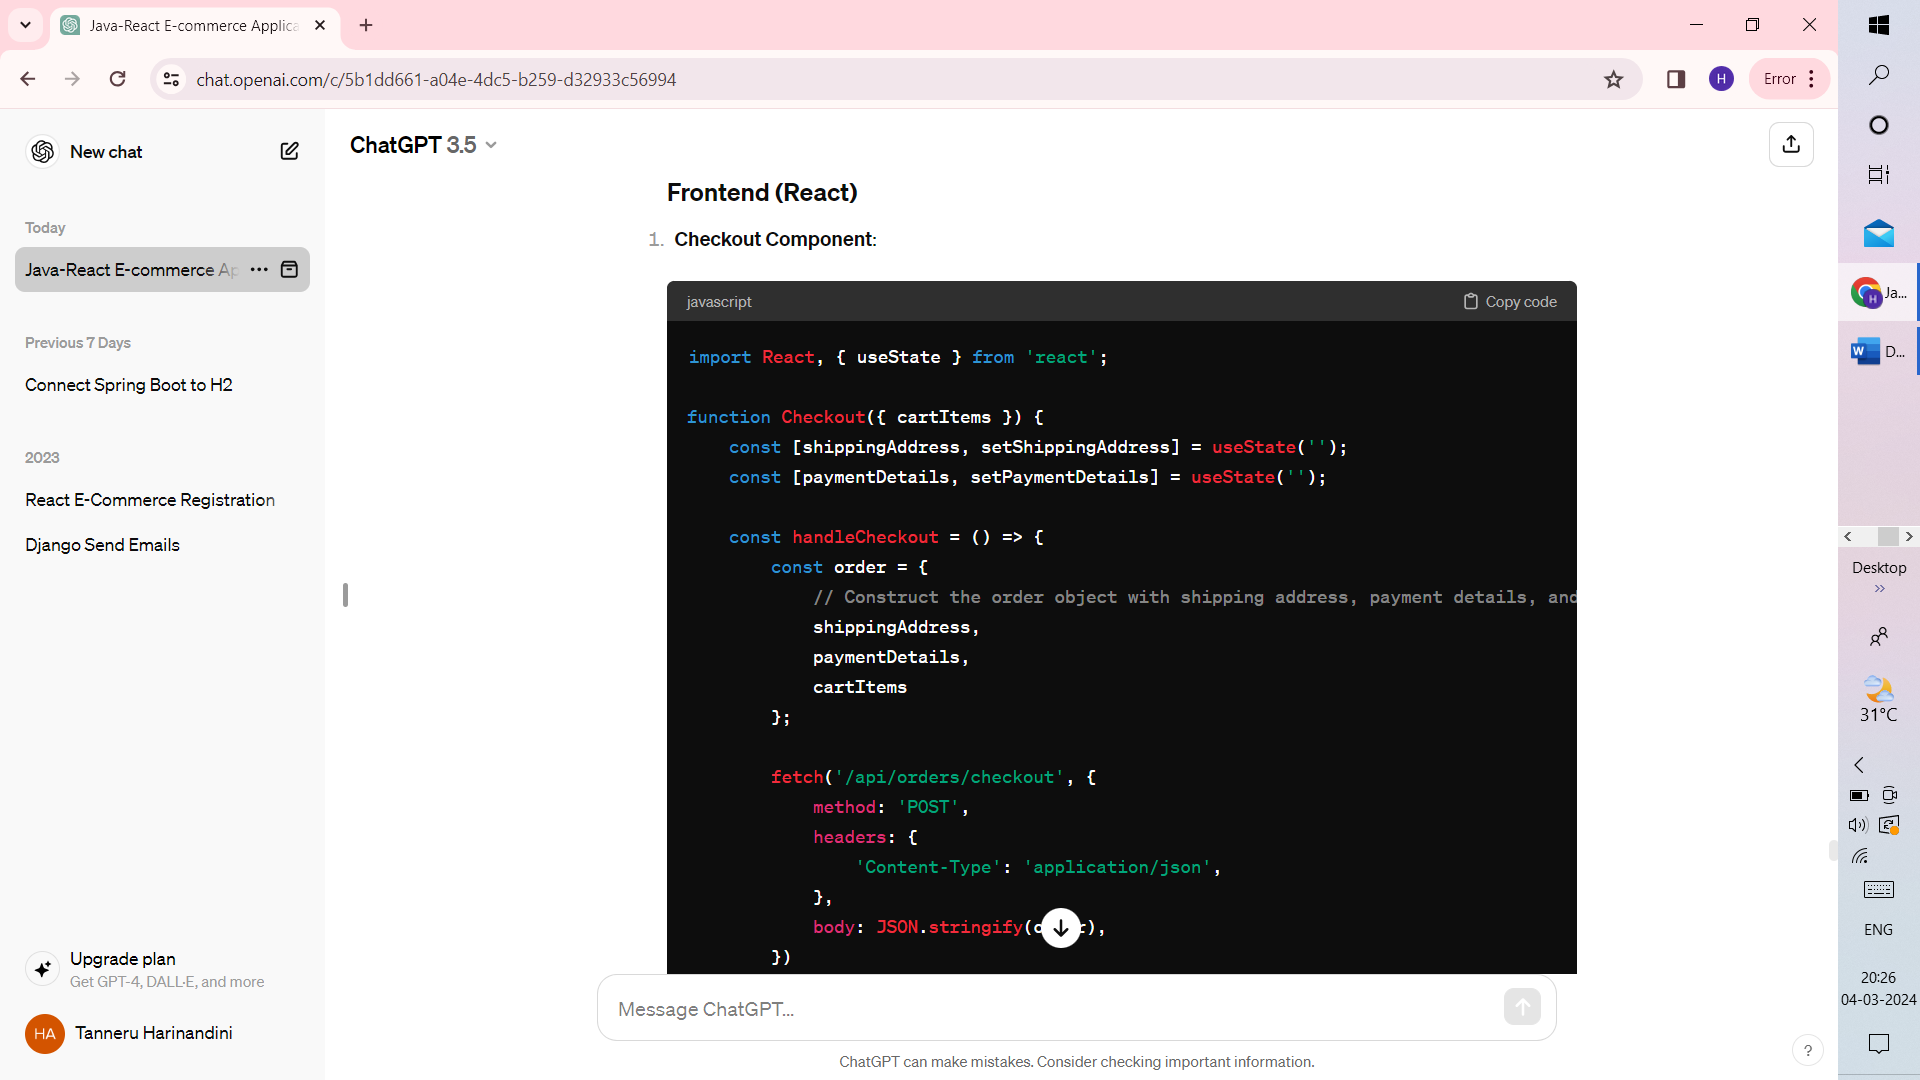 Java-React E-commerce Applica
chat.openai.com/c/5b1dd661-a04e-4dc5-b259-d32933c56994
H
Error
New chat
Today
Java-React E-commerce Ap
Previous 7 Days
Connect Spring Boot to H2
2023
React E-Commerce Registration
Django Send Emails
Upgrade plan
Get GPT-4, DALL·E, and more
HA
Tanneru Harinandini
ChatGPT 3.5
Frontend (React)
1. Checkout Component:
javascript
Copy code
import React, { useState } from 'react';
function Checkout({ cartItems }) {
const [shippingAddress, setShippingAddress] = useState('');
const [paymentDetails, setPaymentDetails] = useState('');
const handleCheckout = () => {
const order = {
// Construct the order object with shipping address, payment details, and
shippingAddress,
paymentDetails,
cartItems
};
fetch('/api/orders/checkout', {
method: 'POST',
headers: {
'Content-Type': 'application/json',
},
body: JSON.stringify(o r),
})
Message ChatGPT...
ChatGPT can make mistakes. Consider checking important information.
?
H
Ja...
W
D...
Desktop
31°C
ENG
20:26
04-03-2024